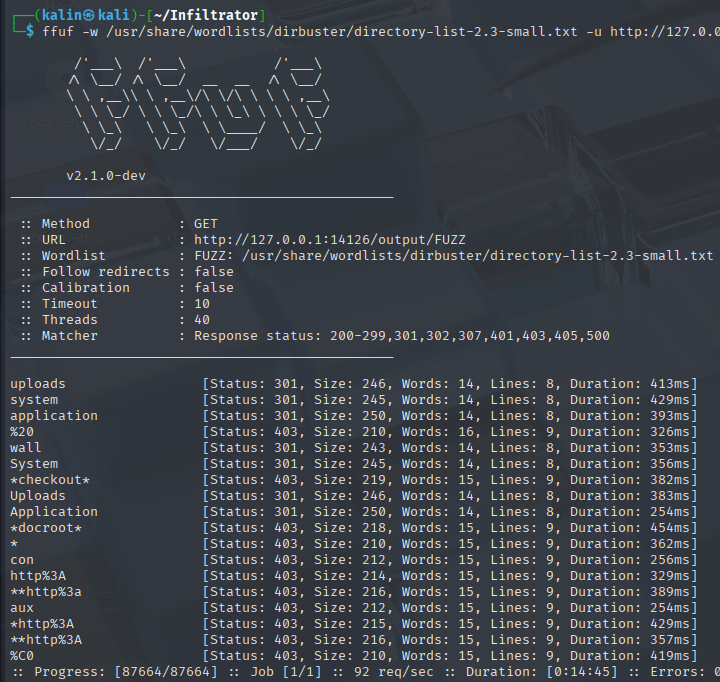 ┌──(kalin㉿kali)-[~/Infiltrator]
└─$ ffuf -w /usr/share/wordlists/dirbuster/directory-list-2.3-small.txt -u http://127.0.0
v2.1.0-dev
:: Method : GET
:: URL : http://127.0.0.1:14126/output/FUZZ
:: Wordlist : FUZZ: /usr/share/wordlists/dirbuster/directory-list-2.3-small.txt
:: Follow redirects : false
:: Calibration : false
:: Timeout : 10
:: Threads : 40
:: Matcher : Response status: 200-299,301,302,307,401,403,405,500
uploads [Status: 301, Size: 246, Words: 14, Lines: 8, Duration: 413ms]
system [Status: 301, Size: 245, Words: 14, Lines: 8, Duration: 429ms]
application [Status: 301, Size: 250, Words: 14, Lines: 8, Duration: 393ms]
%20 [Status: 403, Size: 210, Words: 16, Lines: 9, Duration: 326ms]
wall [Status: 301, Size: 243, Words: 14, Lines: 8, Duration: 353ms]
System [Status: 301, Size: 245, Words: 14, Lines: 8, Duration: 356ms]
*checkout* [Status: 403, Size: 219, Words: 15, Lines: 9, Duration: 382ms]
Uploads [Status: 301, Size: 246, Words: 14, Lines: 8, Duration: 383ms]
Application [Status: 301, Size: 250, Words: 14, Lines: 8, Duration: 254ms]
*docroot* [Status: 403, Size: 218, Words: 15, Lines: 9, Duration: 454ms]
* [Status: 403, Size: 210, Words: 15, Lines: 9, Duration: 362ms]
con [Status: 403, Size: 212, Words: 15, Lines: 9, Duration: 256ms]
http%3A [Status: 403, Size: 214, Words: 15, Lines: 9, Duration: 329ms]
**http%3a [Status: 403, Size: 216, Words: 15, Lines: 9, Duration: 389ms]
aux [Status: 403, Size: 212, Words: 15, Lines: 9, Duration: 254ms]
*http%3A [Status: 403, Size: 215, Words: 15, Lines: 9, Duration: 429ms]
**http%3A [Status: 403, Size: 216, Words: 15, Lines: 9, Duration: 357ms]
%C0 [Status: 403, Size: 210, Words: 15, Lines: 9, Duration: 419ms]
:: Progress: [87664/87664] :: Job [1/1] :: 92 req/sec :: Duration: [0:14:45] :: Errors: 0